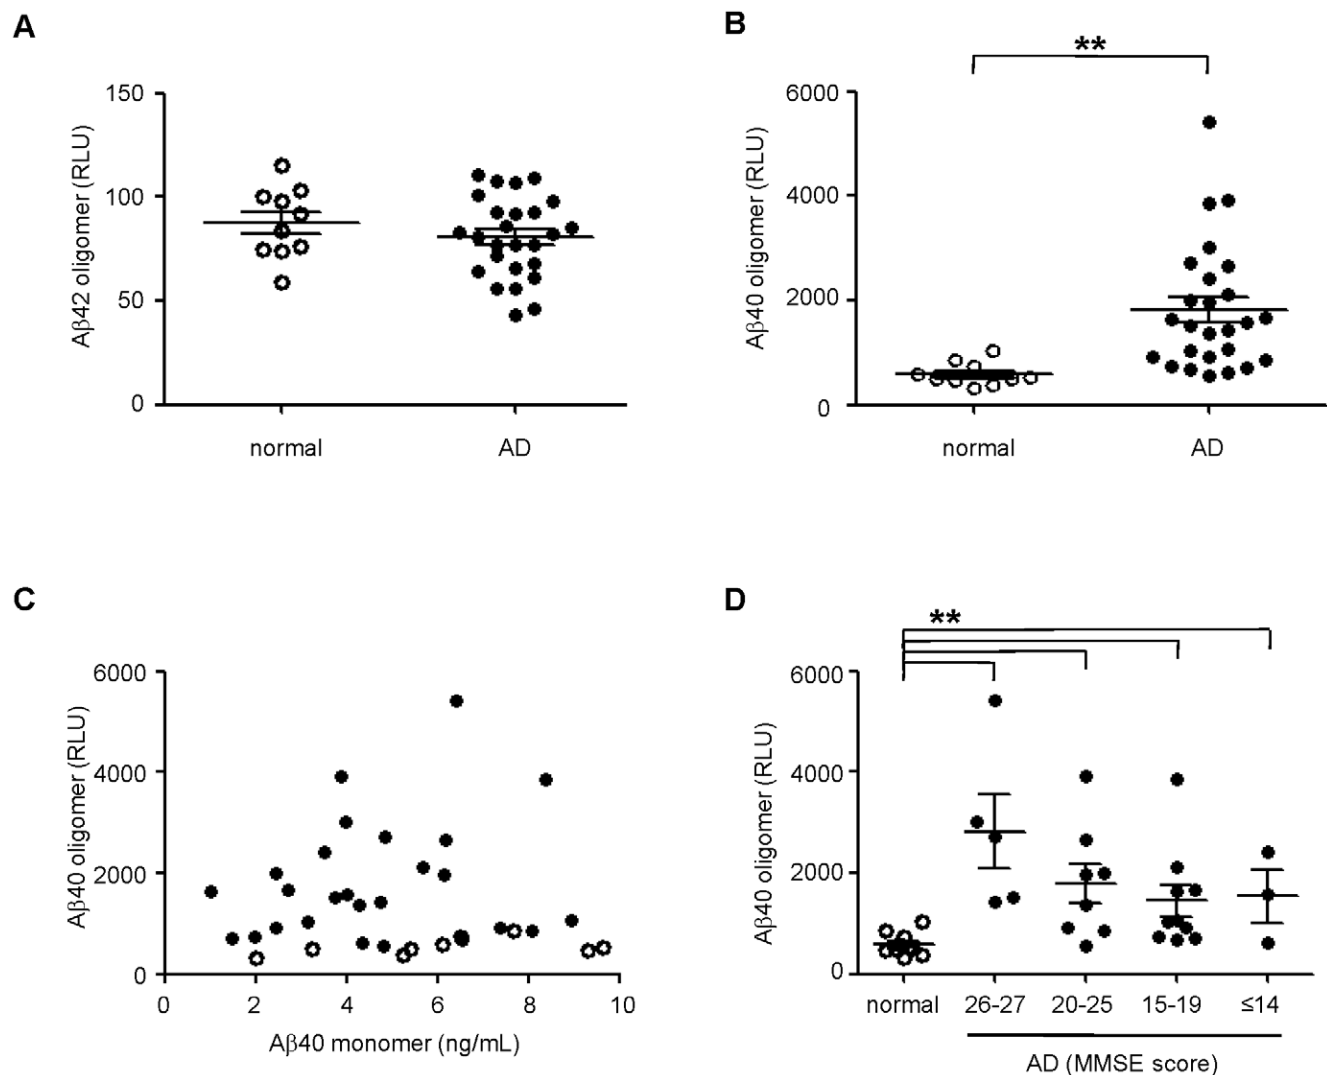 A
Aβ42 oligomer (RLU)
150
100
50
0
normal AD
B
**
Aβ40 oligomer (RLU)
6000
4000
2000
0
normal AD
C
Aβ40 oligomer (RLU)
6000
4000
2000
0
0 2 4 6 8 10
Aβ40 monomer (ng/mL)
D
**
Aβ40 oligomer (RLU)
6000
4000
2000
0
normal 26-27 20-25 15-19 ≤14
AD (MMSE score)